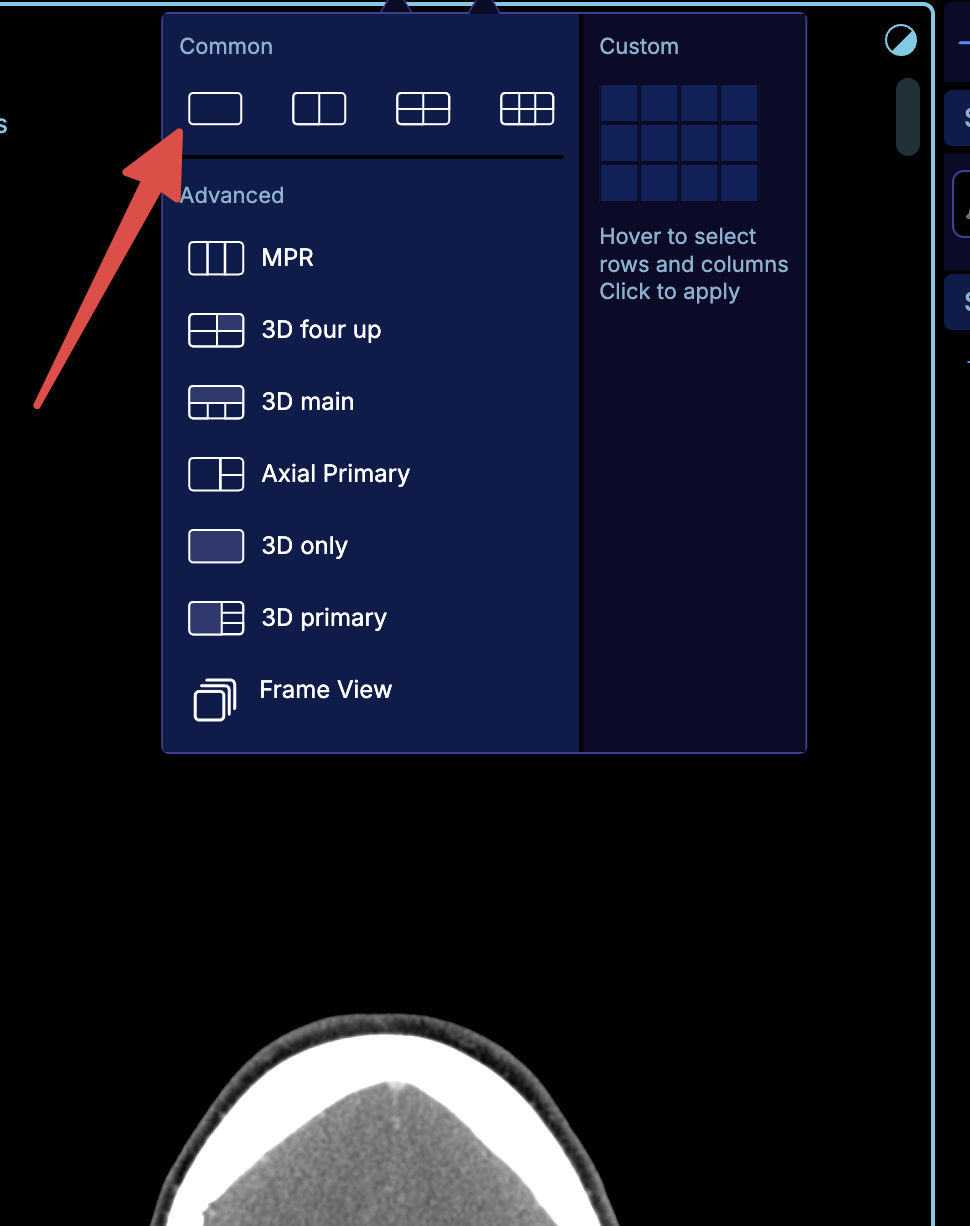 Common
Custom
s
Advanced
MPR
3D four up
3D main
Axial Primary
3D only
3D primary
Frame View
Hover to select
rows and columns
Click to apply